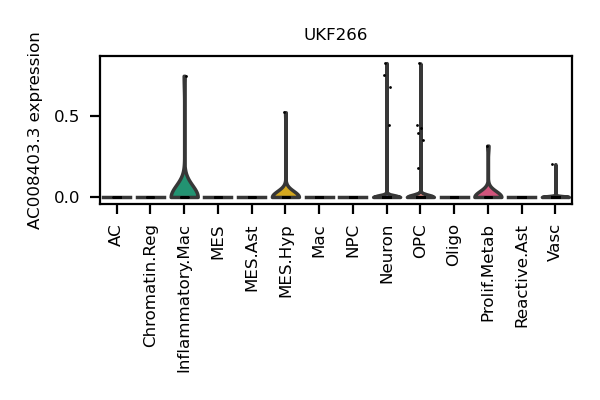 UKF266
AC008403.3 expression
0.5
0.0
AC
Chromatin.Reg
Inflammatory.Mac
MES
MES.Ast
MES.Hyp
Mac
NPC
Neuron
OPC
Oligo
Prolif.Metab
Reactive.Ast
Vasc